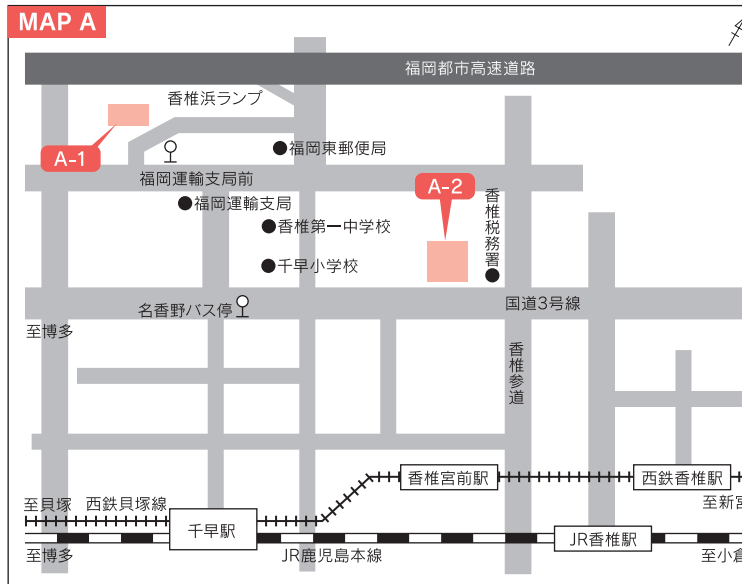 MAP A
福岡都市高速道路
香椎浜ランプ
A-1
福岡東郵便局
福岡運輸支局前
A-2
福岡運輸支局
香椎税務署
香椎第一中学校
千早小学校
名香野バス停
国道3号線
至博多
香椎参道
香椎宮前駅
西鉄香椎駅
至貝塚
西鉄貝塚線
至新宮
千早駅
JR香椎駅
至博多
JR鹿児島本線
至小倉